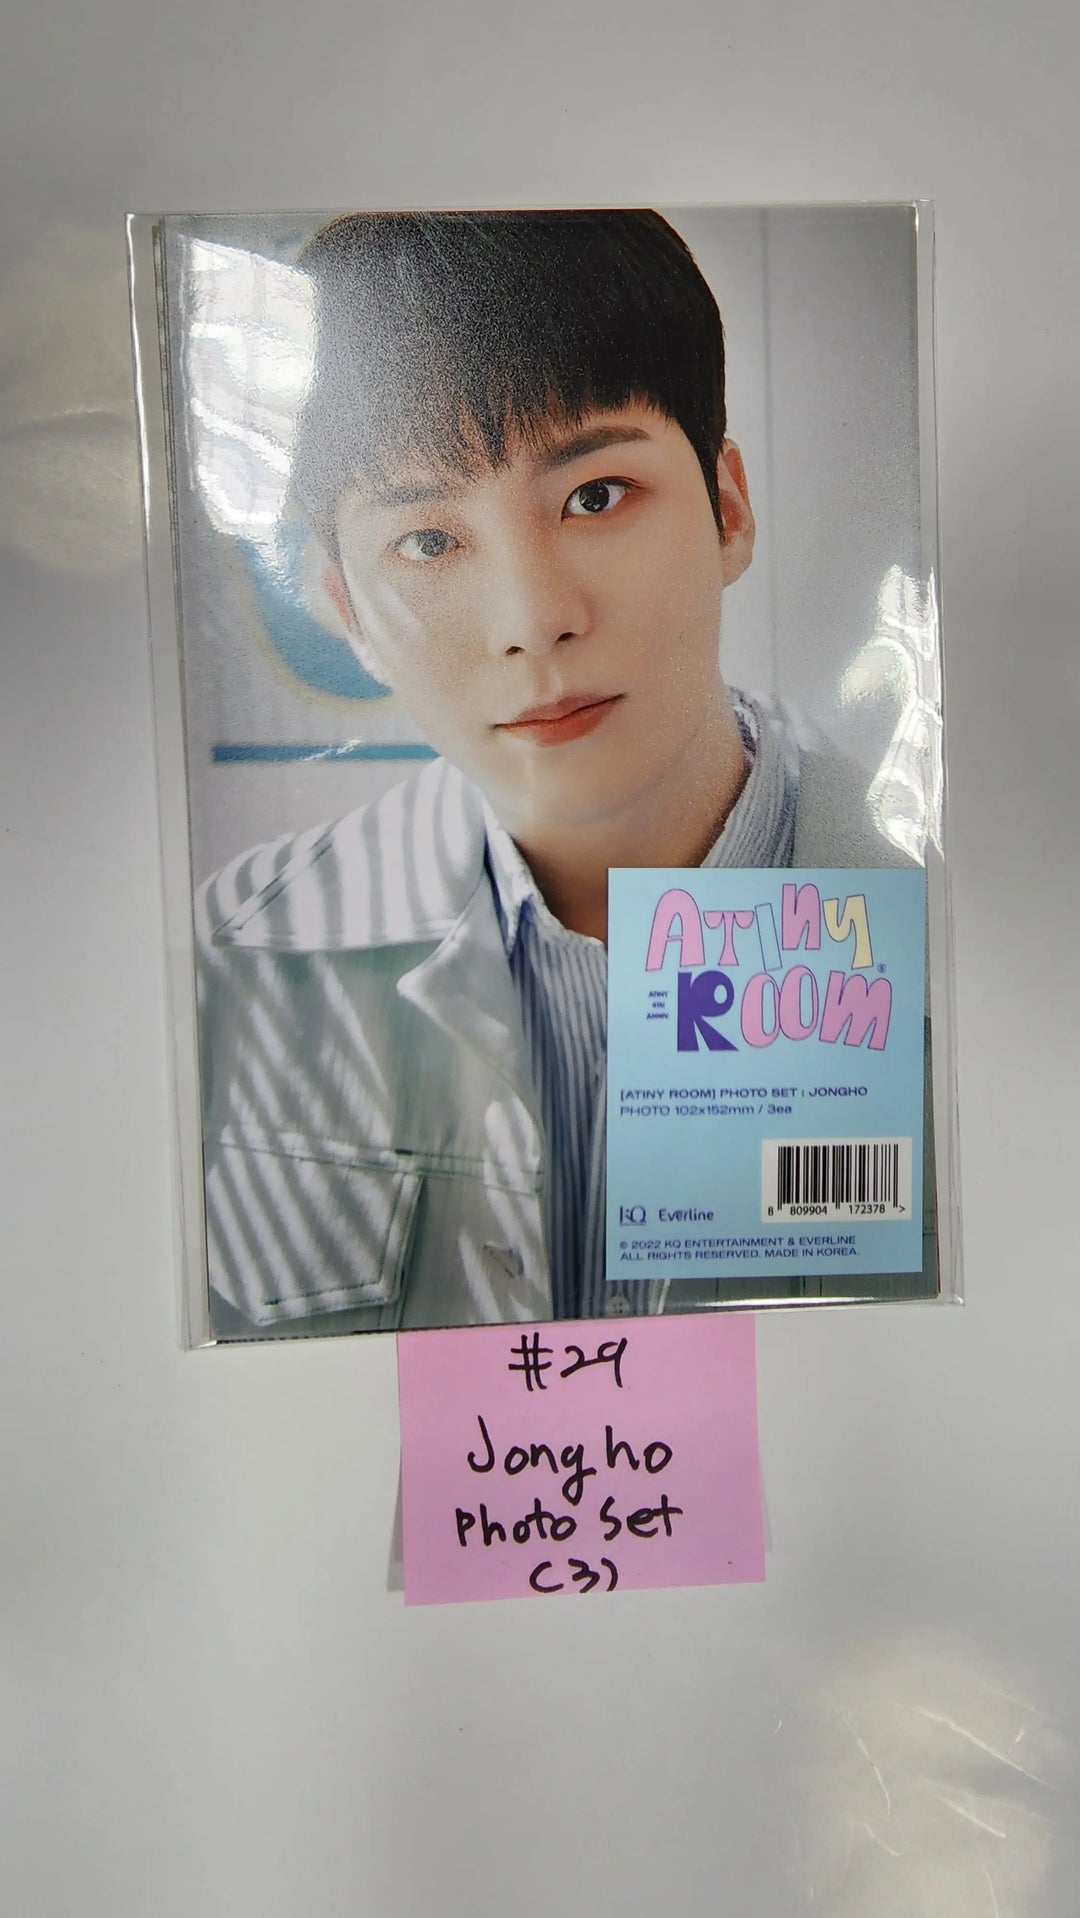 ATINY
ROOM®
ATINY
4TH
ANNIV.
[ATINY ROOM] PHOTO SET : JONGHO
PHOTO 102x152mm / 3ea
8 809904 172378 >
KQ Everline
© 2022 KQ ENTERTAINMENT & EVERLINE
ALL RIGHTS RESERVED. MADE IN KOREA.
#29
Jongho
Photo Set
(3)